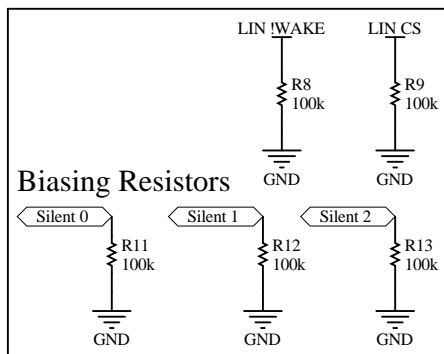 LIN !WAKE LIN CS
R8 R9
100k 100k
GND GND
Biasing Resistors
Silent 0 Silent 1 Silent 2
R11 R12 R13
100k 100k 100k
GND GND GND